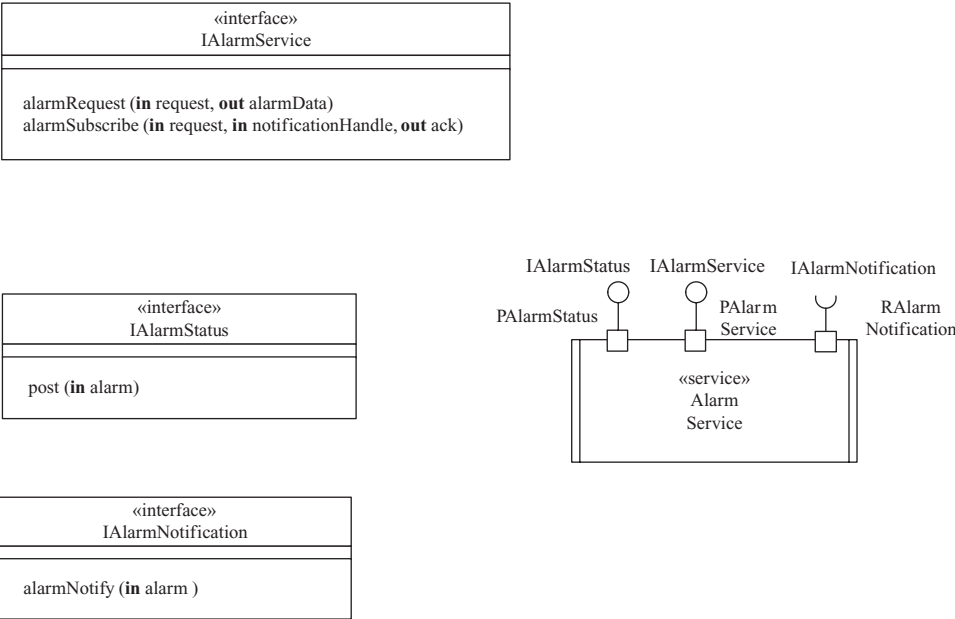 «interface»
IAlarmService
alarmRequest (in request, out alarmData)
alarmSubscribe (in request, in notificationHandle, out ack)
IAlarmStatus IAlarmService IAlarmNotification
PAlarmStatus
PAlarm
Service
RAlarm
Notification
«service»
Alarm
Service
«interface»
IAlarmStatus
post (in alarm)
«interface»
IAlarmNotification
alarmNotify (in alarm )